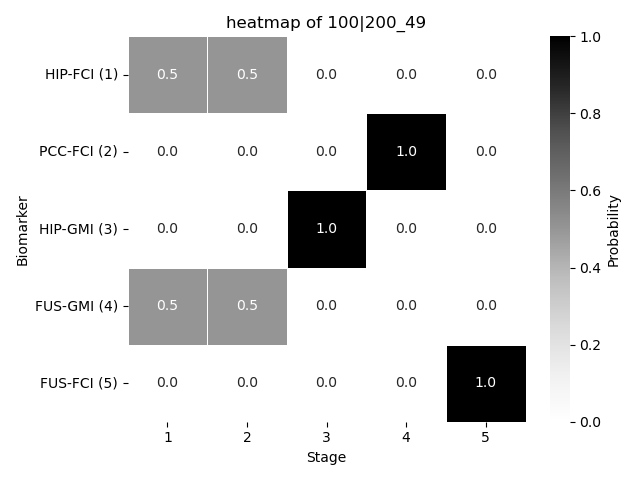 heatmap of 100|200_49
HIP-FCI (1) 0.5 0.5 0.0 0.0 0.0
PCC-FCI (2) 0.0 0.0 0.0 1.0 0.0
HIP-GMI (3) 0.0 0.0 1.0 0.0 0.0
FUS-GMI (4) 0.5 0.5 0.0 0.0 0.0
FUS-FCI (5) 0.0 0.0 0.0 0.0 1.0
1 2 3 4 5
Stage
Biomarker
1.0
0.8
0.6
0.4
0.2
0.0
Probability